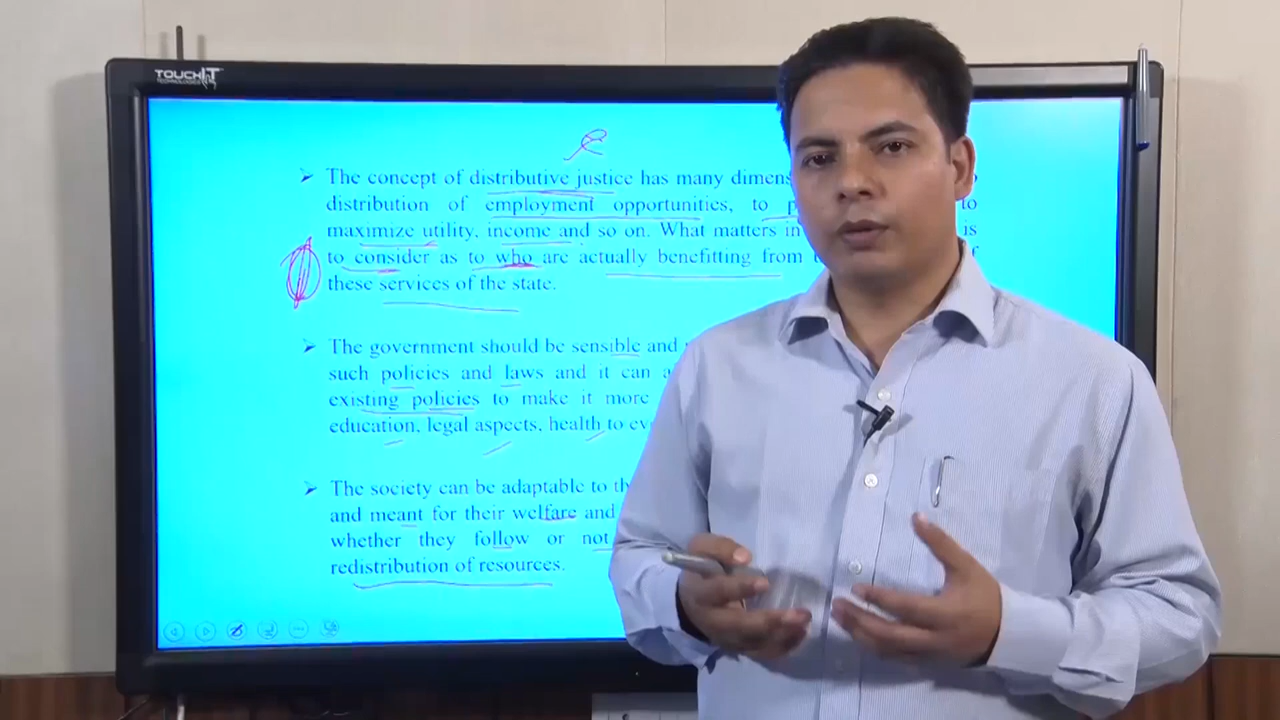 TOUCHIT
TECHNOLOGIES
The concept of distributive justice has many
distribution of employment opportunities, to to
maximize utility, income and so on. What matters in is
to consider as to who are actually benefitting from
these services of the state.
The government should be sensible and
such policies and laws and it can
existing policies to make it more
education, legal aspects, health to
The society can be adaptable to
and meant for their welfare and
whether they follow or not
redistribution of resources.